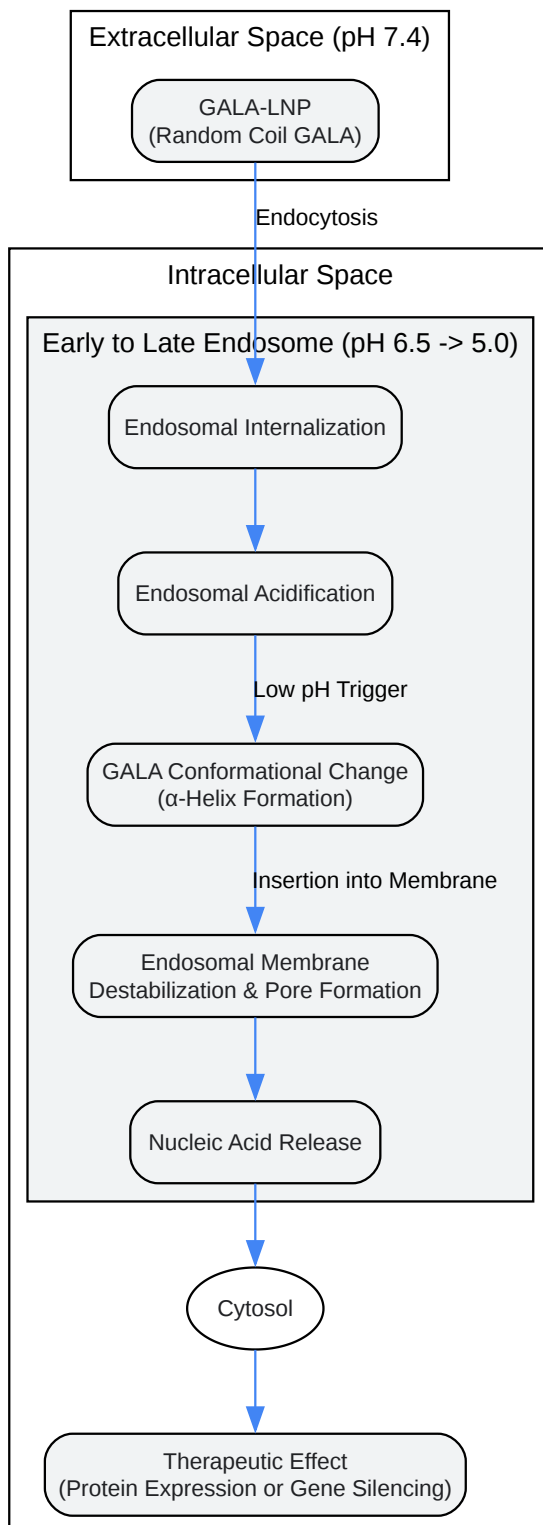 Extracellular Space (pH 7.4)
GALA-LNP
(Random Coil GALA)
Endocytosis
Intracellular Space
Early to Late Endosome (pH 6.5 -> 5.0)
Endosomal Internalization
Endosomal Acidification
Low pH Trigger
GALA Conformational Change
(α-Helix Formation)
Insertion into Membrane
Endosomal Membrane
Destabilization & Pore Formation
Nucleic Acid Release
Cytosol
Therapeutic Effect
(Protein Expression or Gene Silencing)